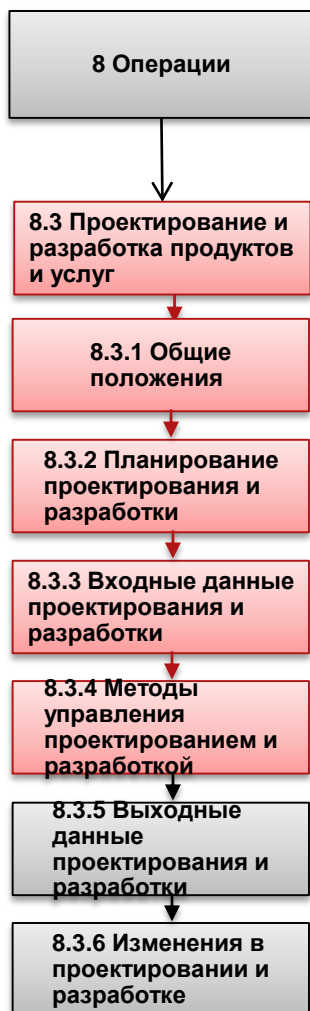 8 Операции
8.3 Проектирование и
разработка продуктов
и услуг
8.3.1 Общие
положения
8.3.2 Планирование
проектирования и
разработки
8.3.3 Входные данные
проектирования и
разработки
8.3.4 Методы
управления
проектированием и
разработкой
8.3.5 Выходные
данные
проектирования и
разработки
8.3.6 Изменения в
проектировании и
разработке